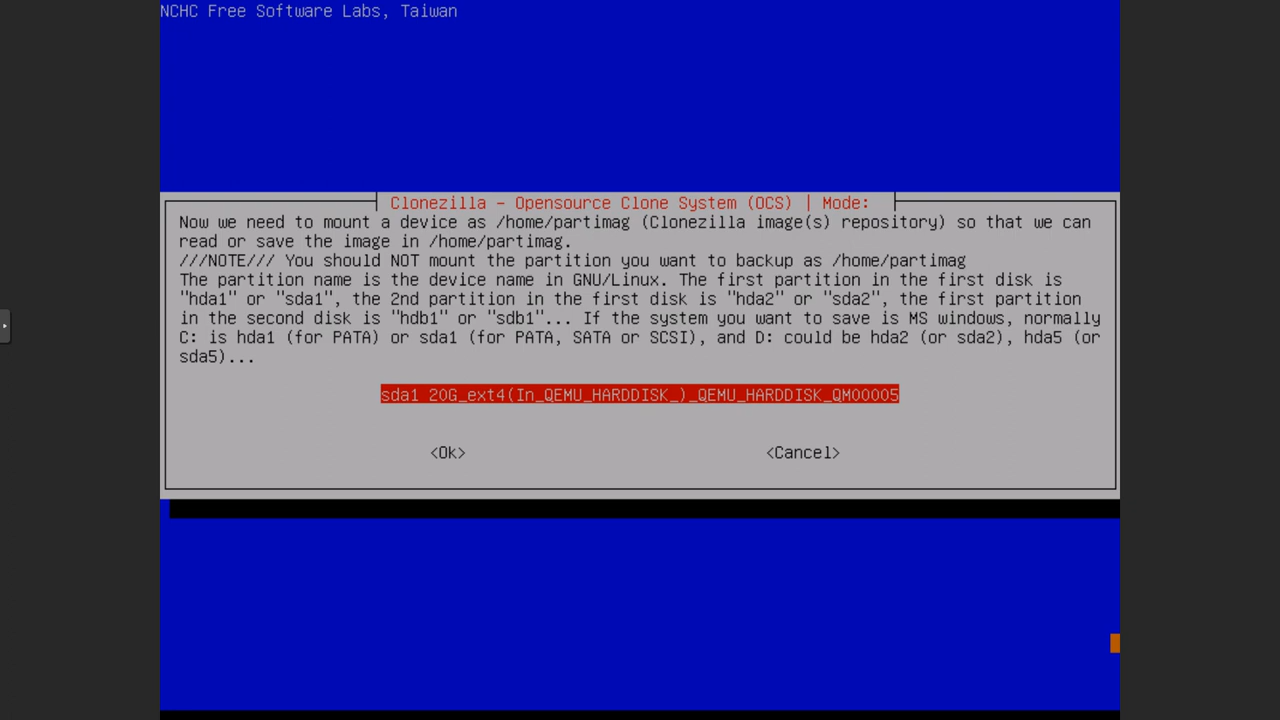 NCHC Free Software Labs, Taiwan
Clonezilla - Opensource Clone System (OCS) | Mode:
Now we need to mount a device as /home/partimag (Clonezilla image(s) repository) so that we can
read or save the image in /home/partimag.
///NOTE/// You should NOT mount the partition you want to backup as /home/partimag
The partition name is the device name in GNU/Linux. The first partition in the first disk is
"hda1" or "sda1", the 2nd partition in the first disk is "hda2" or "sda2", the first partition
in the second disk is "hdb1" or "sdb1"... If the system you want to save is MS windows, normally
C: is hda1 (for PATA) or sda1 (for PATA, SATA or SCSI), and D: could be hda2 (or sda2), hda5 (or
sda5)...
sda1 20G_ext4(In_QEMU_HARDDISK_)_QEMU_HARDDISK_QM00005
<Ok> <Cancel>